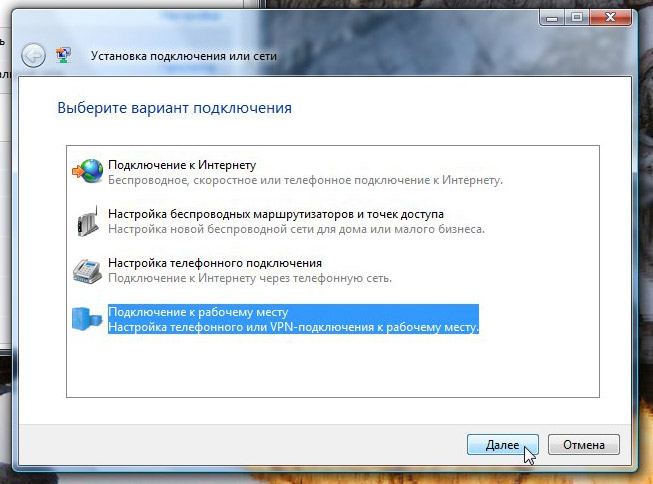 Установка подключения или сети
Выберите вариант подключения
Подключение к Интернету
Беспроводное, скоростное или телефонное подключение к Интернету.
Настройка беспроводных маршрутизаторов и точек доступа
Настройка новой беспроводной сети для дома или малого бизнеса.
Настройка телефонного подключения
Подключение к Интернету через телефонную сеть.
Подключение к рабочему месту
Настройка телефонного или VPN-подключения к рабочему месту.
Далее
Отмена